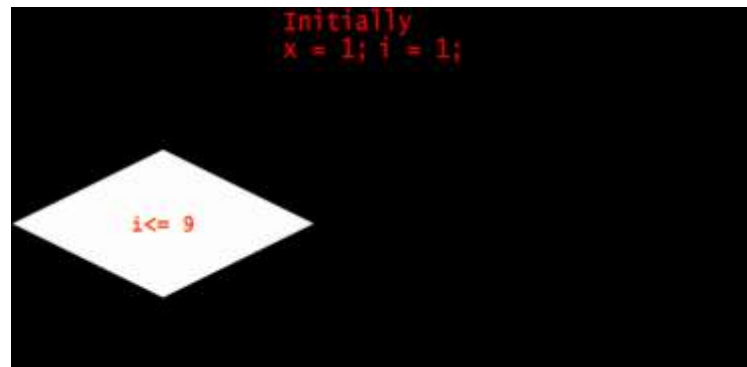 Initially
x = 1; i = 1;
i<= 9